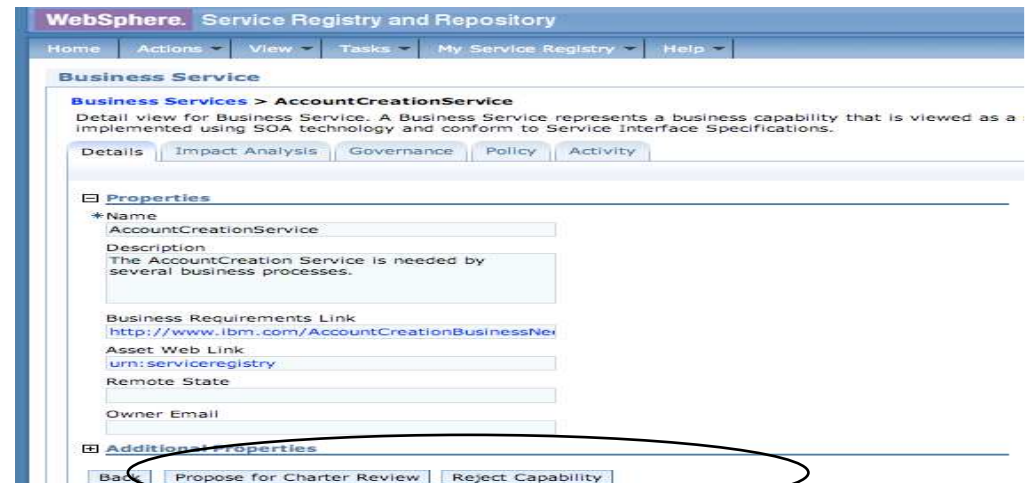 WebSphere. Service Registry and Repository
Home Actions View Tasks My Service Registry Help
Business Service
Business Services > AccountCreationService
Detail view for Business Service. A Business Service represents a business capability that is viewed as a
implemented using SOA technology and conform to Service Interface Specifications.
Details Impact Analysis Governance Policy Activity
Properties
*Name
AccountCreationService
Description
The AccountCreation Service is needed by
several business processes.
Business Requirements Link
http://www.ibm.com/AccountCreationBusinessNe
Asset Web Link
urn:serviceregistry
Remote State
Owner Email
Additional Properties
Back Propose for Charter Review Reject Capability